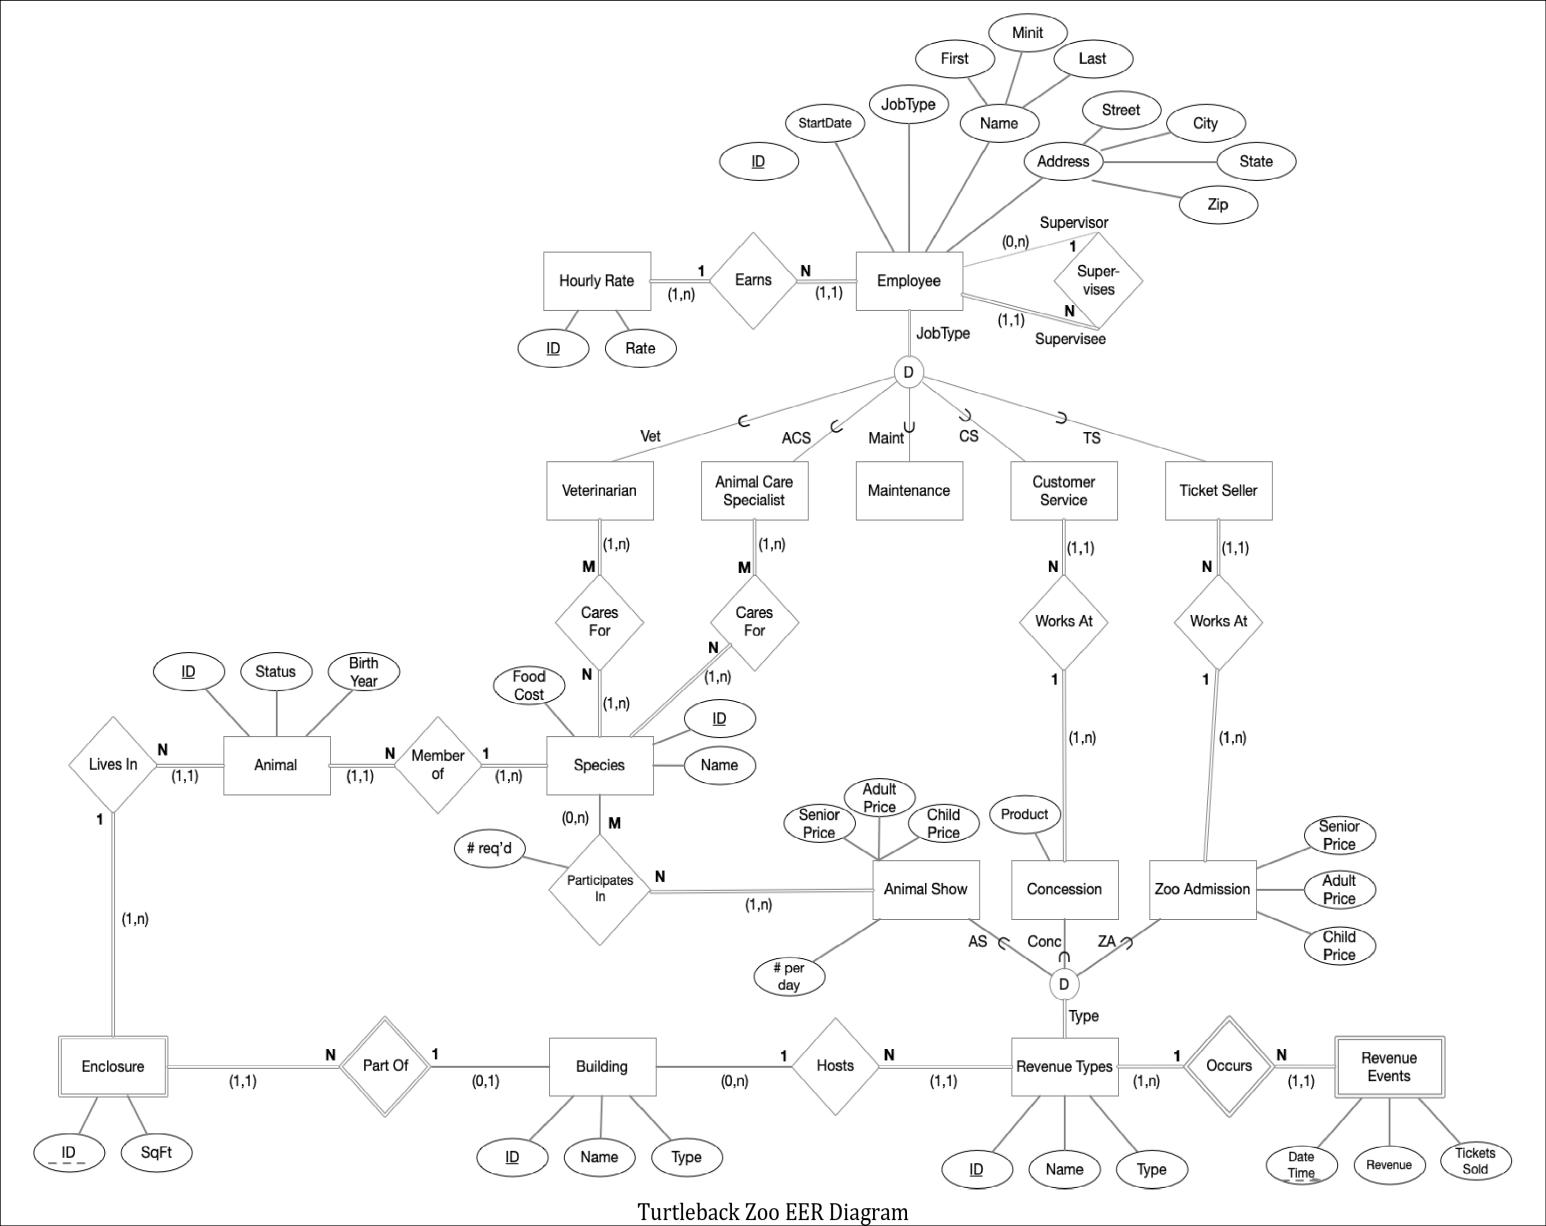 Minit
First
Last
JobType
StartDate
Name
Street
City
ID
Address
State
Zip
Supervisor
(0,n)
1
Hourly Rate
1
(1,n)
Earns
N
(1,1)
Employee
Super-
vises
N
(1,1)
Supervisee
ID
Rate
JobType
D
Vet
ACS
Maint
CS
TS
Veterinarian
Animal Care
Specialist
Maintenance
Customer
Service
Ticket Seller
(1,n)
(1,n)
(1,1)
(1,1)
M
M
N
N
Cares
For
Cares
For
Works At
Works At
N
(1,n)
N
(1,n)
1
1
ID
Status
Birth
Year
Food
Cost
ID
Name
(1,n)
(1,n)
Lives In
N
(1,1)
Animal
N
(1,1)
Member
of
1
(1,n)
Species
1
(0,n)
M
# req'd
Participates
In
N
(1,n)
Senior
Price
Adult
Price
Child
Price
Product
Senior
Price
Adult
Price
Child
Price
Animal Show
Concession
Zoo Admission
(1,n)
# per
day
AS
Conc
ZA
D
Type
Enclosure
N
(1,1)
Part Of
1
(0,1)
Building
1
(0,n)
Hosts
N
(1,1)
Revenue Types
1
(1,n)
Occurs
N
(1,1)
Revenue
Events
ID
SqFt
ID
Name
Type
ID
Name
Type
Date
Time
Revenue
Tickets
Sold
Turtleback Zoo EER Diagram